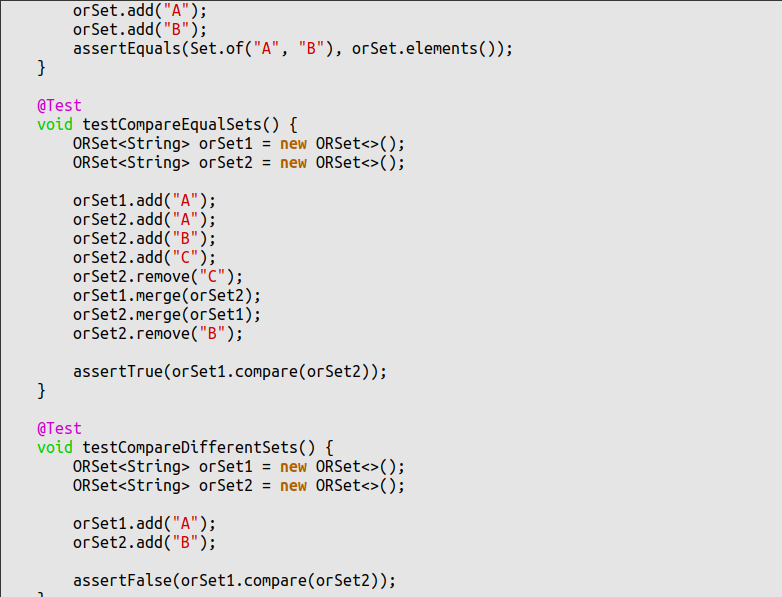 orSet.add("A");
orSet.add("B");
assertEquals(Set.of("A", "B"), orSet.elements());
}
@Test
void testCompareEqualSets() {
ORSet<String> orSet1 = new ORSet<>();
ORSet<String> orSet2 = new ORSet<>();
orSet1.add("A");
orSet2.add("A");
orSet2.add("B");
orSet2.add("C");
orSet2.remove("C");
orSet1.merge(orSet2);
orSet2.merge(orSet1);
orSet2.remove("B");
assertTrue(orSet1.compare(orSet2));
}
@Test
void testCompareDifferentSets() {
ORSet<String> orSet1 = new ORSet<>();
ORSet<String> orSet2 = new ORSet<>();
orSet1.add("A");
orSet2.add("B");
assertFalse(orSet1.compare(orSet2));
}